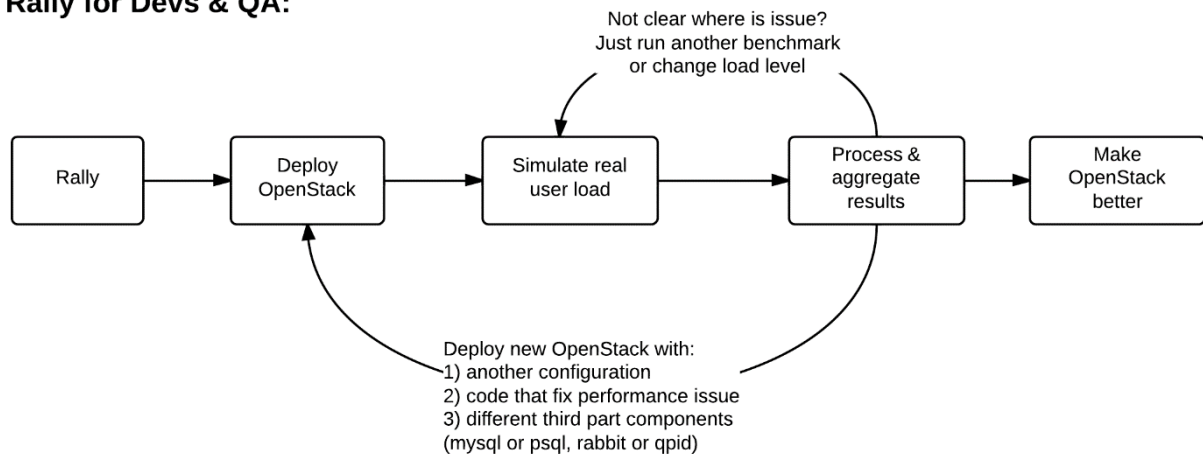 Rally for Devs & QA:
Not clear where is issue?
Just run another benchmark
or change load level
Rally
Deploy
OpenStack
Simulate real
user load
Process &
aggregate
results
Make
OpenStack
better
Deploy new OpenStack with:
1) another configuration
2) code that fix performance issue
3) different third part components
(mysql or psql, rabbit or qpid)